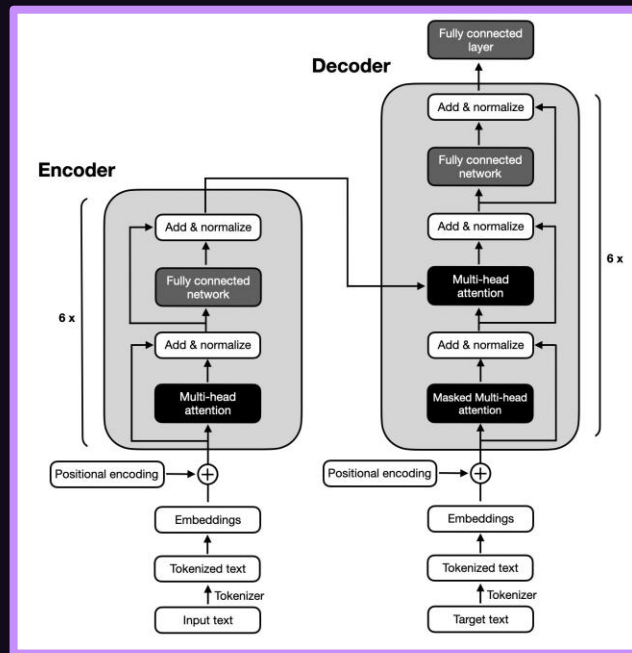 Fully connected
layer
Decoder
Add & normalize
Fully connected
network
Encoder
Add & normalize
Add & normalize
6 x
Multi-head
attention
Fully connected
network
6 x
Add & normalize
Add & normalize
Multi-head
attention
Masked Multi-head
attention
Positional encoding
+
Positional encoding
+
Embeddings
Embeddings
Tokenized text
Tokenized text
Tokenizer
Tokenizer
Input text
Target text